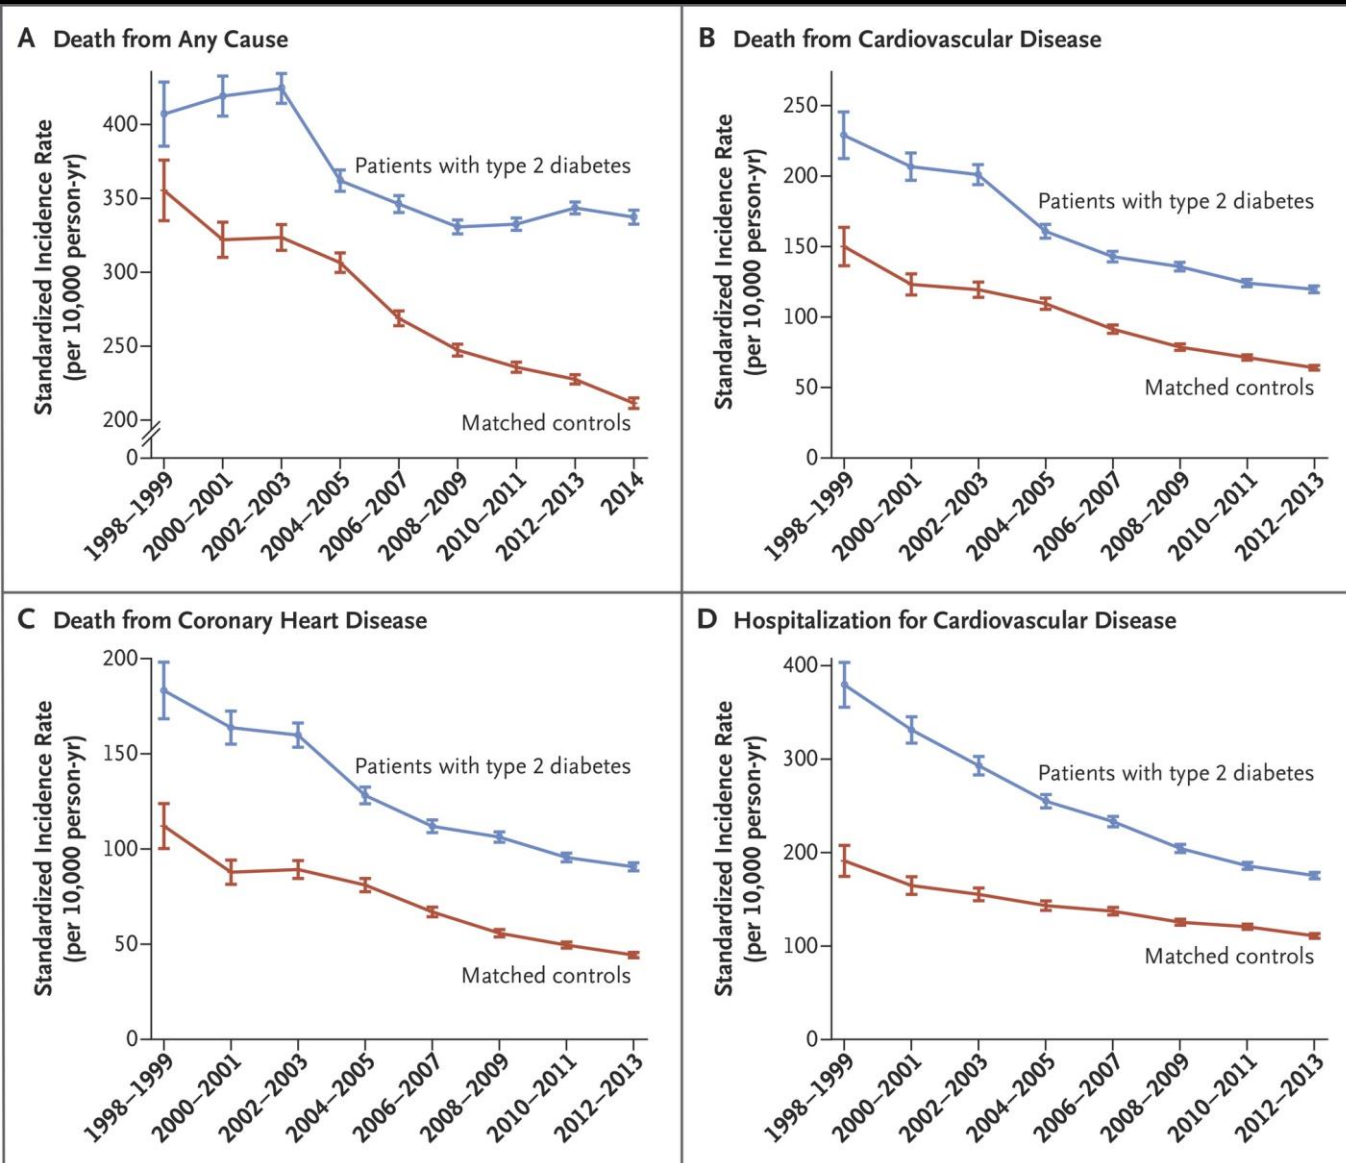 A Death from Any Cause
Standardized Incidence Rate
(per 10,000 person-yr)
400
350
300
250
200
0
Patients with type 2 diabetes
Matched controls
1998–1999
2000–2001
2002–2003
2004–2005
2006–2007
2008–2009
2010–2011
2012–2013
2014
B Death from Cardiovascular Disease
Standardized Incidence Rate
(per 10,000 person-yr)
250
200
150
100
50
0
Patients with type 2 diabetes
Matched controls
1998–1999
2000–2001
2002–2003
2004–2005
2006–2007
2008–2009
2010–2011
2012–2013
C Death from Coronary Heart Disease
Standardized Incidence Rate
(per 10,000 person-yr)
200
150
100
50
0
Patients with type 2 diabetes
Matched controls
1998–1999
2000–2001
2002–2003
2004–2005
2006–2007
2008–2009
2010–2011
2012–2013
D Hospitalization for Cardiovascular Disease
Standardized Incidence Rate
(per 10,000 person-yr)
400
300
200
100
0
Patients with type 2 diabetes
Matched controls
1998–1999
2000–2001
2002–2003
2004–2005
2006–2007
2008–2009
2010–2011
2012–2013